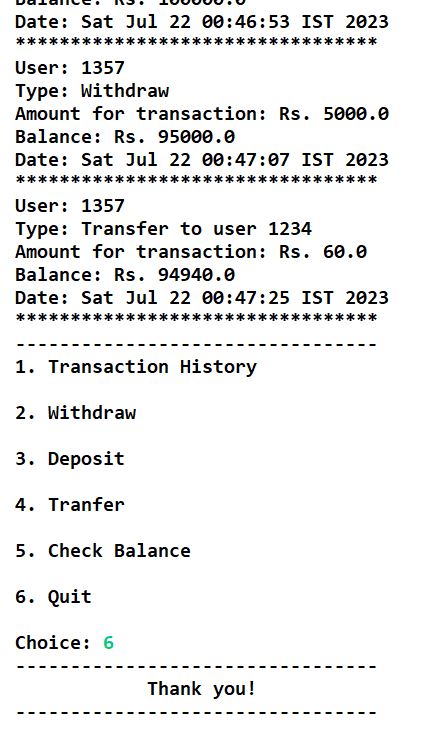 Balance: Rs. 100000.0
Date: Sat Jul 22 00:46:53 IST 2023
*********************************
User: 1357
Type: Withdraw
Amount for transaction: Rs. 5000.0
Balance: Rs. 95000.0
Date: Sat Jul 22 00:47:07 IST 2023
*********************************
User: 1357
Type: Transfer to user 1234
Amount for transaction: Rs. 60.0
Balance: Rs. 94940.0
Date: Sat Jul 22 00:47:25 IST 2023
*********************************
---------------------------------
1. Transaction History
2. Withdraw
3. Deposit
4. Tranfer
5. Check Balance
6. Quit
Choice: 6
---------------------------------
Thank you!
---------------------------------